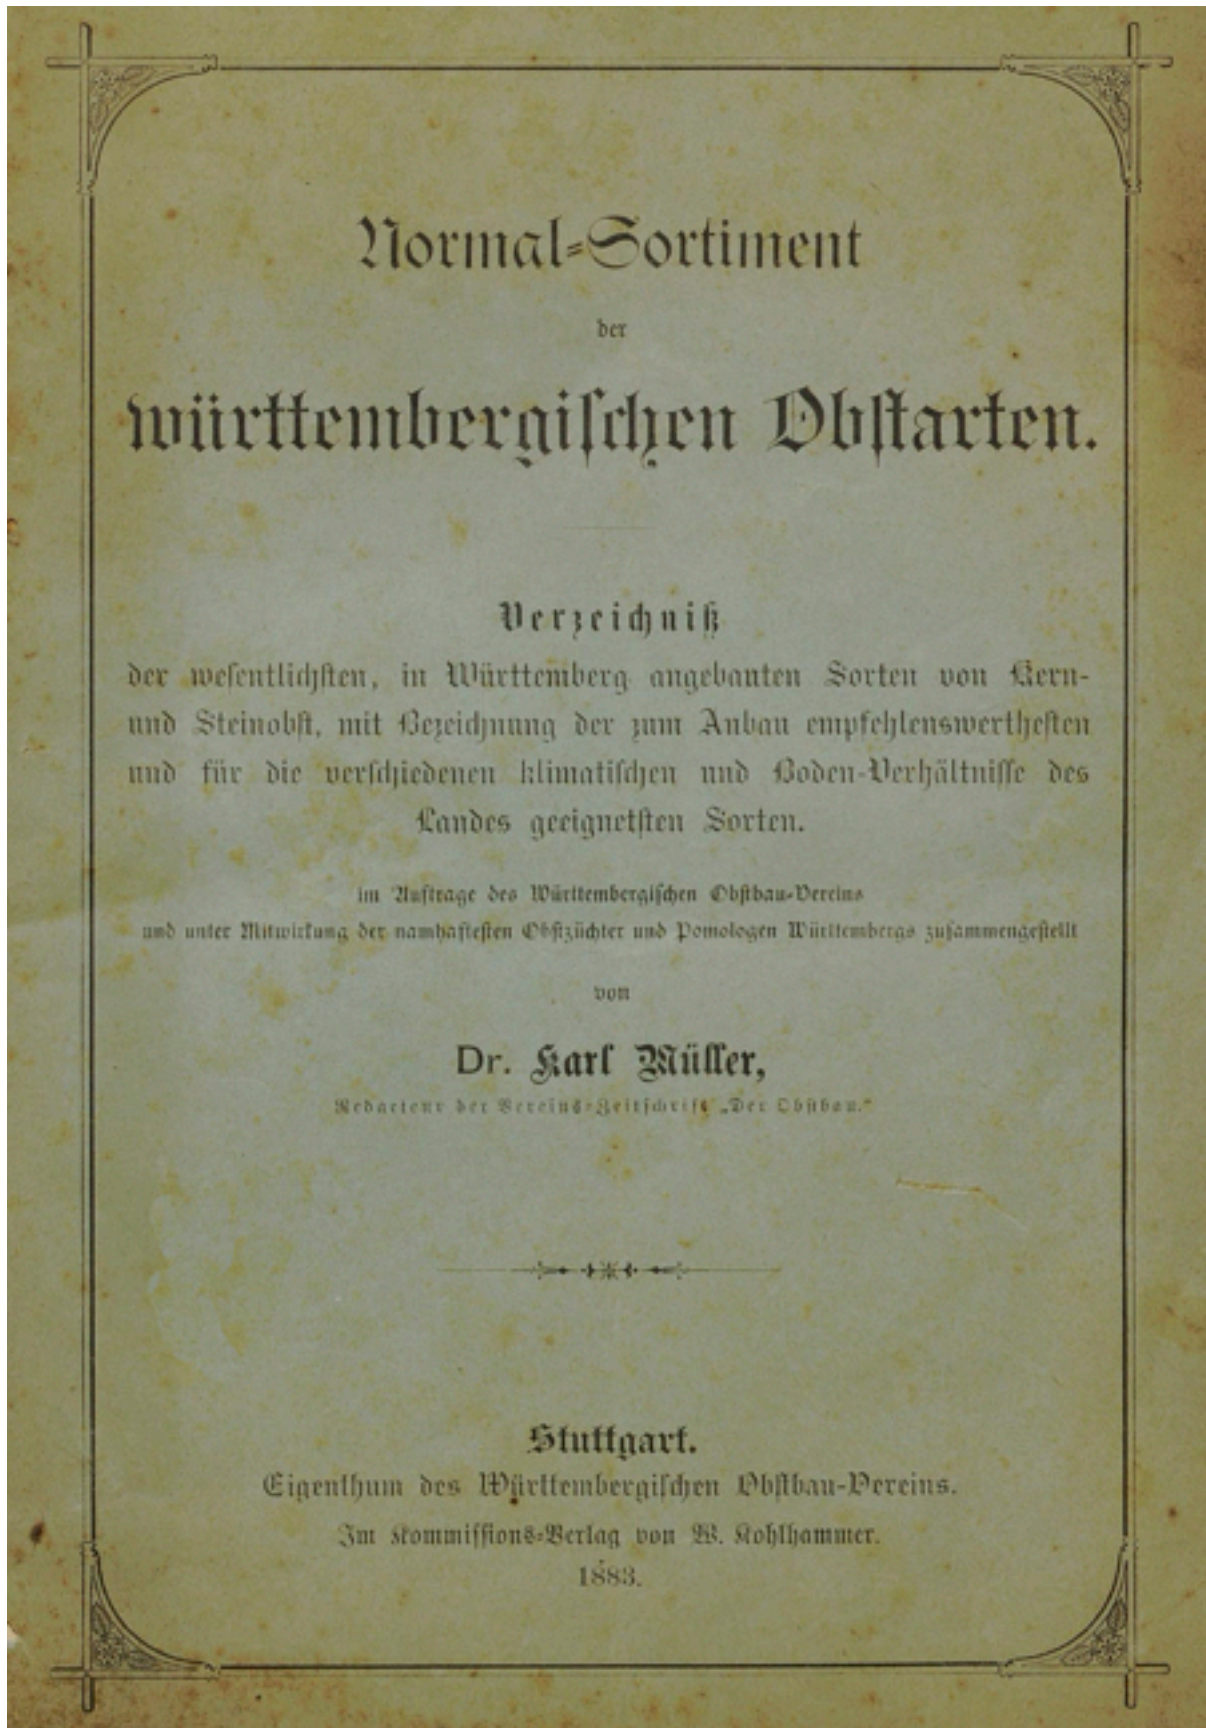 Normal-Sortiment
der
württembergischen Obstarten.
Verzeichniß
der wesentlichsten, in Württemberg angebauten Sorten von Kern-
und Steinobst, mit Bezeichnung der zum Anbau empfehlenswerthesten
und für die verschiedenen klimatischen und Boden-Verhältnisse des
Landes geeignetsten Sorten.
im Auftrage des Württembergischen Obstbau-Vereins
und unter Mitwirkung der namhaftesten Obstzüchter und Pomologen Württembergs zusammengestellt
von
Dr. Karl Müller,
Redacteur der Vereins-Zeitschrift „Der Obstbau.“
Stuttgart.
Eigenthum des Württembergischen Obstbau-Vereins.
Im Kommissions-Verlag von W. Kohlhammer.
1883.